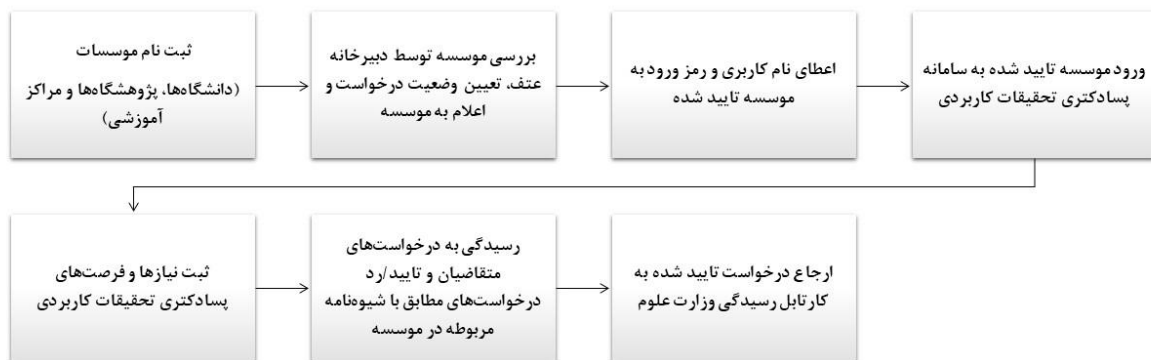 ثبت نام موسسات
(دانشگاه‌ها، پژوهشگاه‌ها و مراکز
آموزشی)
بررسی موسسه توسط دبیرخانه
عتف، تعیین وضعیت درخواست و
اعلام به موسسه
اعطای نام کاربری و رمز ورود به
موسسه تایید شده
ورود موسسه تایید شده به سامانه
پسادکتری تحقیقات کاربردی
ثبت نیازها و فرصت‌های
پسادکتری تحقیقات کاربردی
رسیدگی به درخواست‌های
متقاضیان و تایید/رد
درخواست‌های مطابق با شیوه‌نامه
مربوطه در موسسه
ارجاع درخواست تایید شده به
کارتابل رسیدگی وزارت علوم